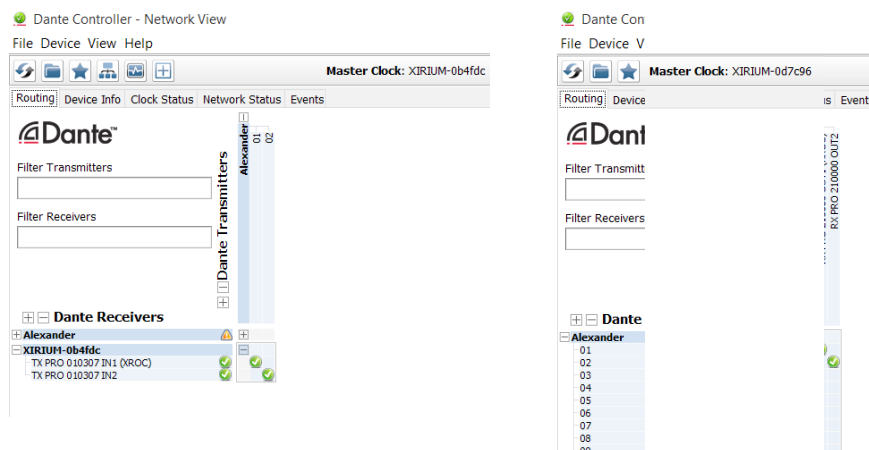 Dante Controller - Network View
File Device View Help
Master Clock: XIRIUM-0b4fdc
Routing Device Info Clock Status Network Status Events
Dante™
Filter Transmitters
Filter Receivers
Dante Transmitters
Alexander
01
02
Dante Receivers
Alexander
XIRIUM-0b4fdc
TX PRO 010307 IN1 (XROC)
TX PRO 010307 IN2
Dante Con
File Device V
Master Clock: XIRIUM-0d7c96
Routing Device
s Event
Dant
Filter Transmitt
Filter Receivers
RX PRO 210000 OUT2
Dante
Alexander
01
02
03
04
05
06
07
08